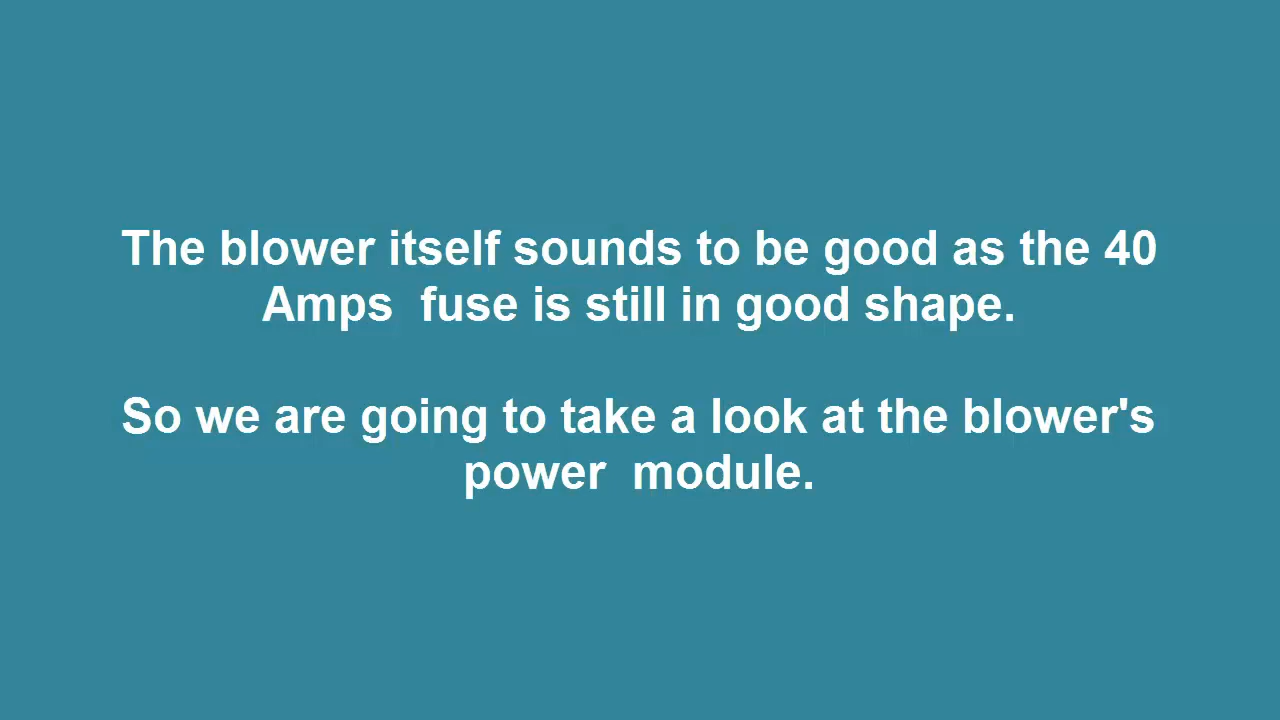 The blower itself sounds to be good as the 40
Amps  fuse is still in good shape.
So we are going to take a look at the blower's
power  module.